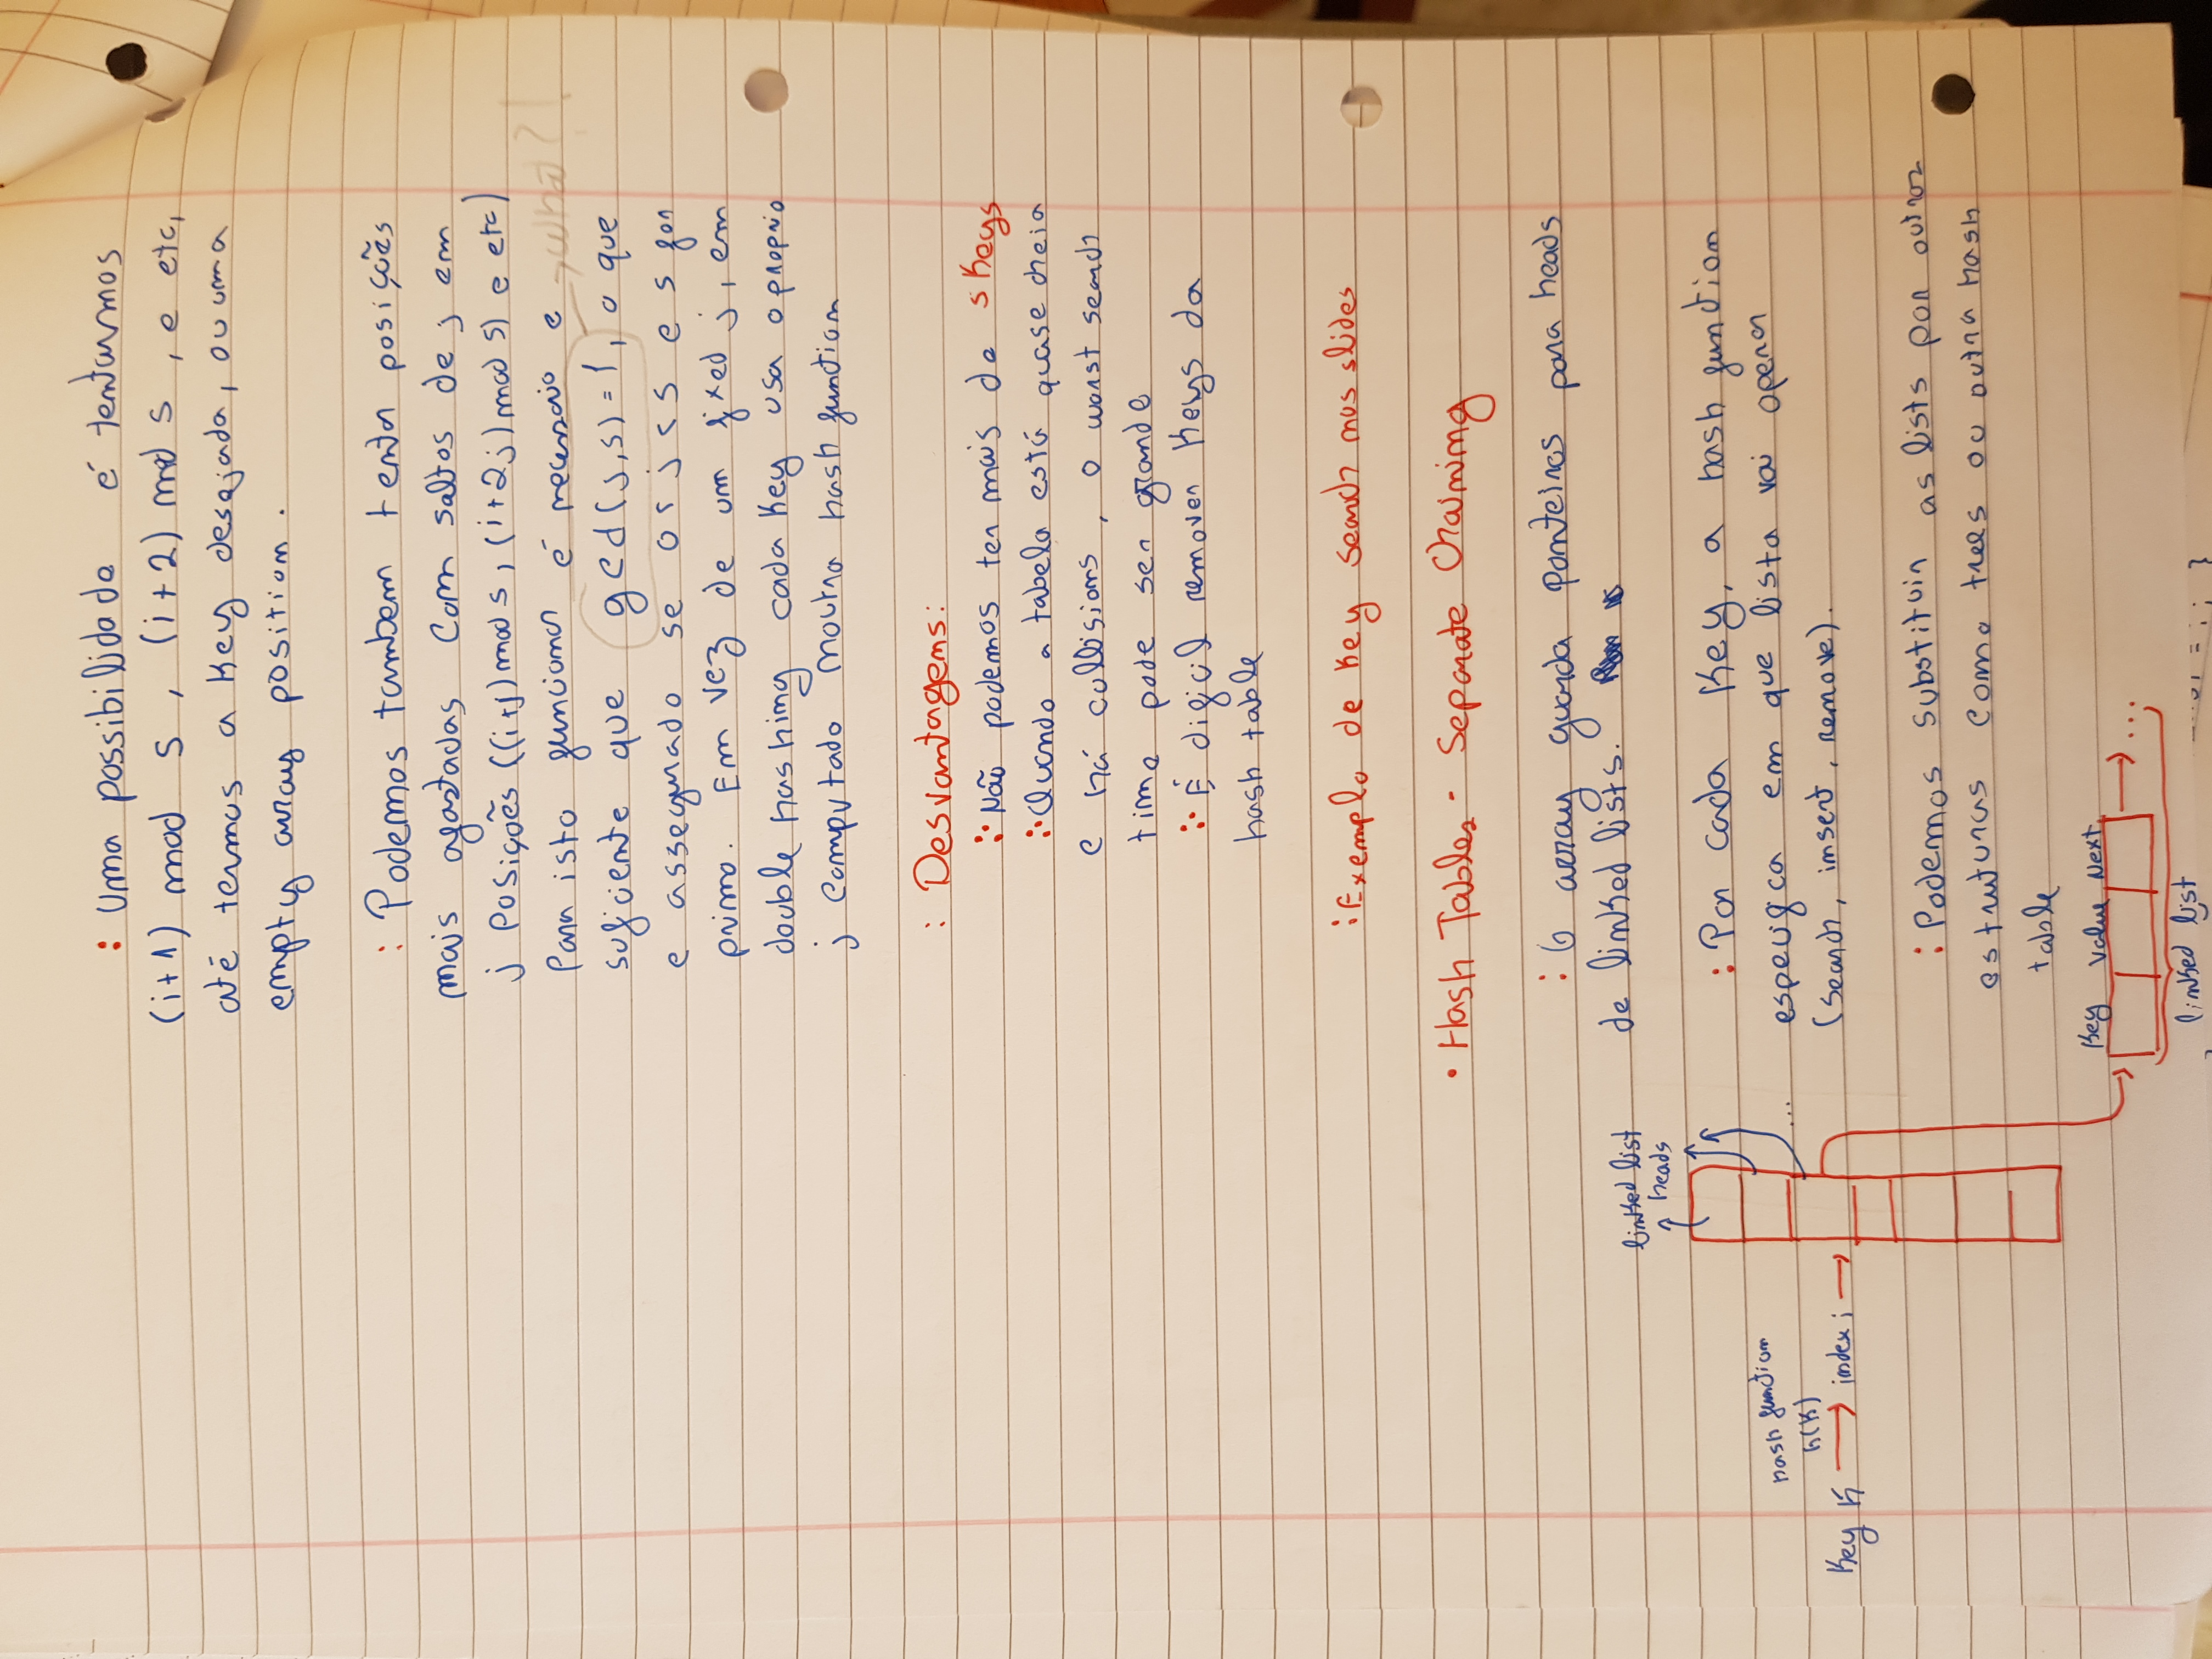 : Uma possibilidade é tentarmos
(i+1) mod s , (i+2) mod s , e etc,
até termos a key desejada, ou uma
empty array position .
: Podemos tambem tentar posições
mais afastadas com saltos de j em
j posições ((i+j) mod s, (i+2j) mod s) e etc)
Para isto funcionar é necessario e
what?!
suficiente que gcd(j,s)=1, o que
e assegurado se 0≤j<s e s for
primo. Em vez de um fixed j, em
double hashing cada key usa o proprio
j computado noutra hash function
: Desvantagens:
:· Não podemos ter mais de s keys
:· Quando a tabela está quase cheia
e há collisions, o worst search
time pode ser grande
:· É dificil remover keys da
hash table
: Exemplo de key search nos slides
• Hash Tables - Separate Chaining
: O array guarda ponteiros para heads
de linked lists.
linked list
heads
: Por cada key, a hash function
especifica em que lista vai operar
(search, insert, remove).
hash function
h(k)
...
Key k → index i →
: Podemos substituir as lists por outras
estruturas como trees ou outra hash
table
Key Value Next
→ ...
linked list